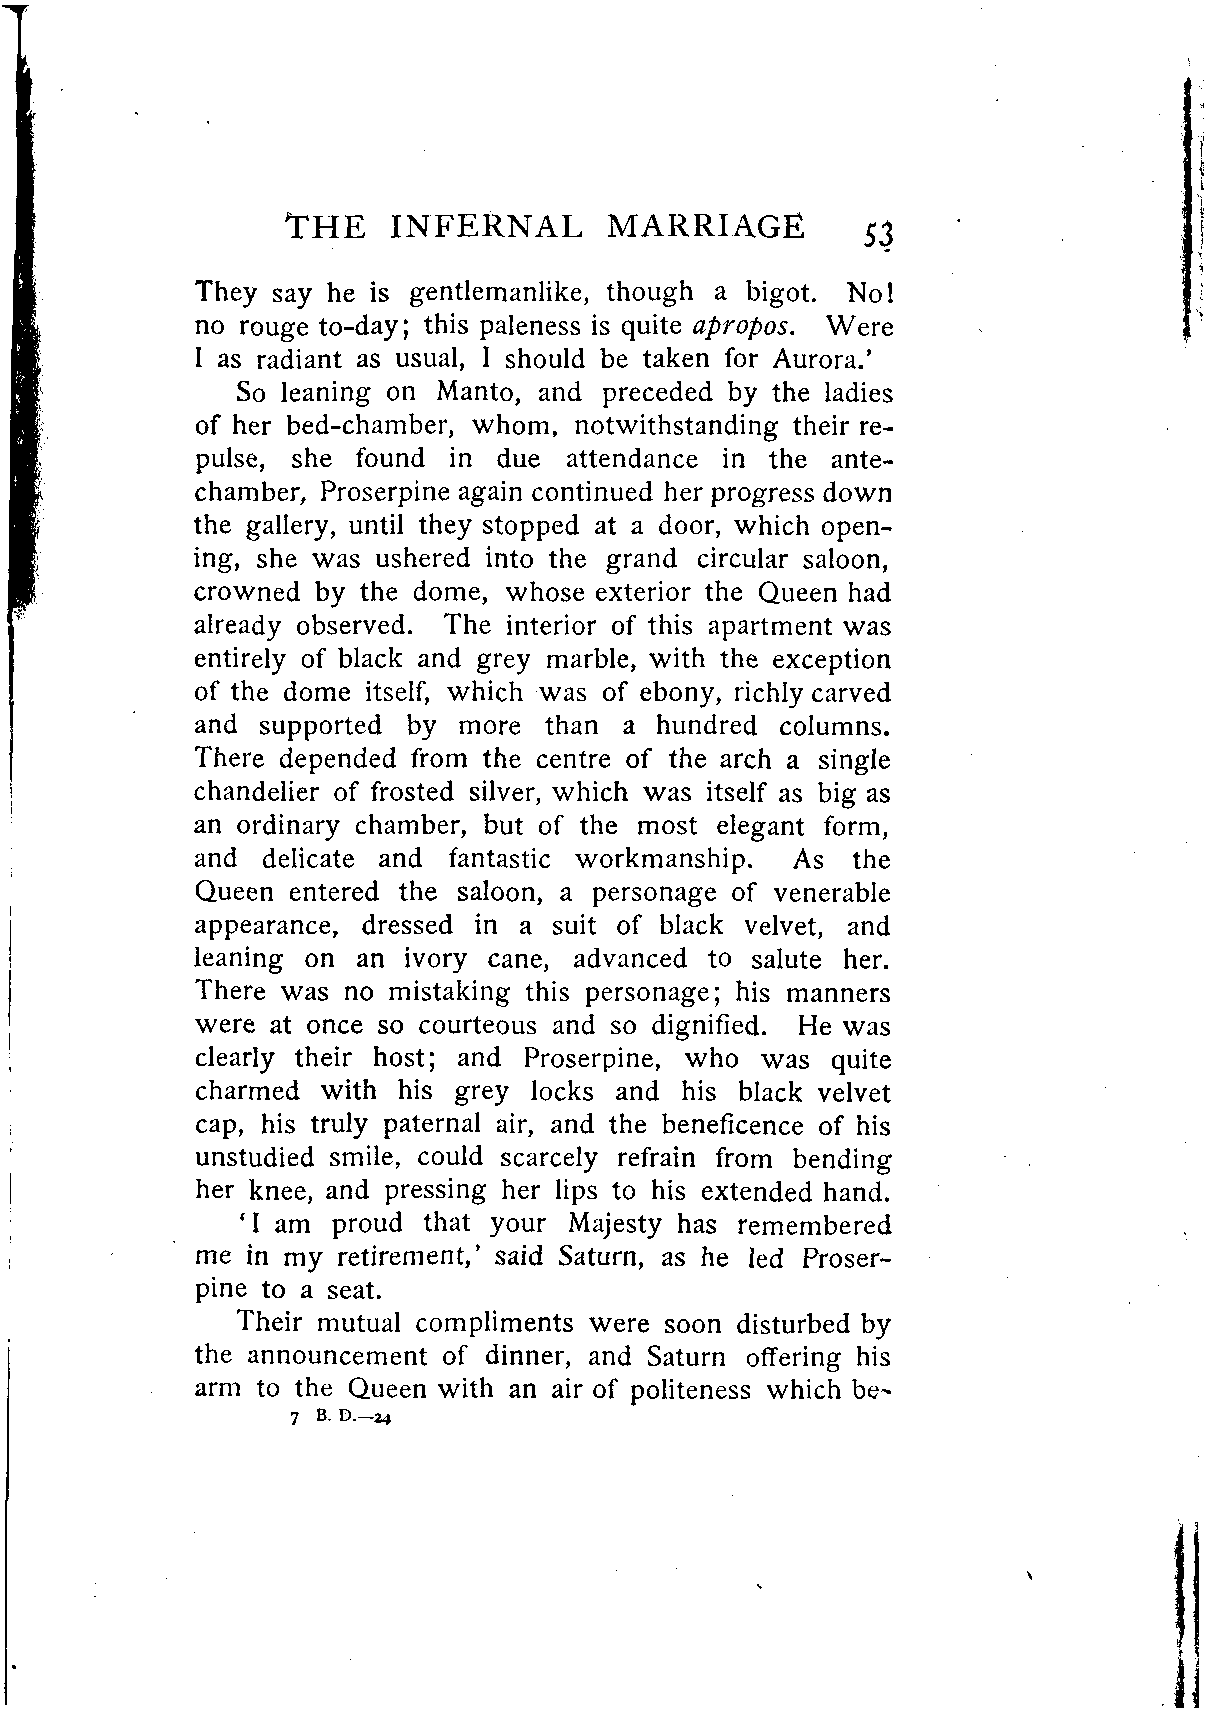 THE INFERNAL MARRIAGE 53
They say he is gentlemanlike, though a bigot. No!
no rouge to-day; this paleness is quite apropos. Were
I as radiant as usual, I should be taken for Aurora.’
So leaning on Manto, and preceded by the ladies
of her bed-chamber, whom, notwithstanding their re-
pulse, she found in due attendance in the ante-
chamber, Proserpine again continued her progress down
the gallery, until they stopped at a door, which open-
ing, she was ushered into the grand circular saloon,
crowned by the dome, whose exterior the Queen had
already observed. The interior of this apartment was
entirely of black and grey marble, with the exception
of the dome itself, which was of ebony, richly carved
and supported by more than a hundred columns.
There depended from the centre of the arch a single
chandelier of frosted silver, which was itself as big as
an ordinary chamber, but of the most elegant form,
and delicate and fantastic workmanship. As the
Queen entered the saloon, a personage of venerable
appearance, dressed in a suit of black velvet, and
leaning on an ivory cane, advanced to salute her.
There was no mistaking this personage; his manners
were at once so courteous and so dignified. He was
clearly their host; and Proserpine, who was quite
charmed with his grey locks and his black velvet
cap, his truly paternal air, and the beneficence of his
unstudied smile, could scarcely refrain from bending
her knee, and pressing her lips to his extended hand.
‘I am proud that your Majesty has remembered
me in my retirement,’ said Saturn, as he led Proser-
pine to a seat.
Their mutual compliments were soon disturbed by
the announcement of dinner, and Saturn offering his
arm to the Queen with an air of politeness which be-
7 B. D.—24